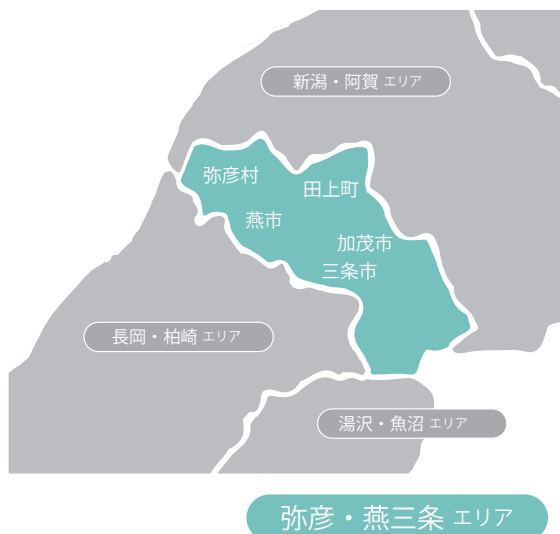 新潟・阿賀 エリア
弥彦村
田上町
燕市
加茂市
三条市
長岡・柏崎 エリア
湯沢・魚沼 エリア
弥彦・燕三条 エリア